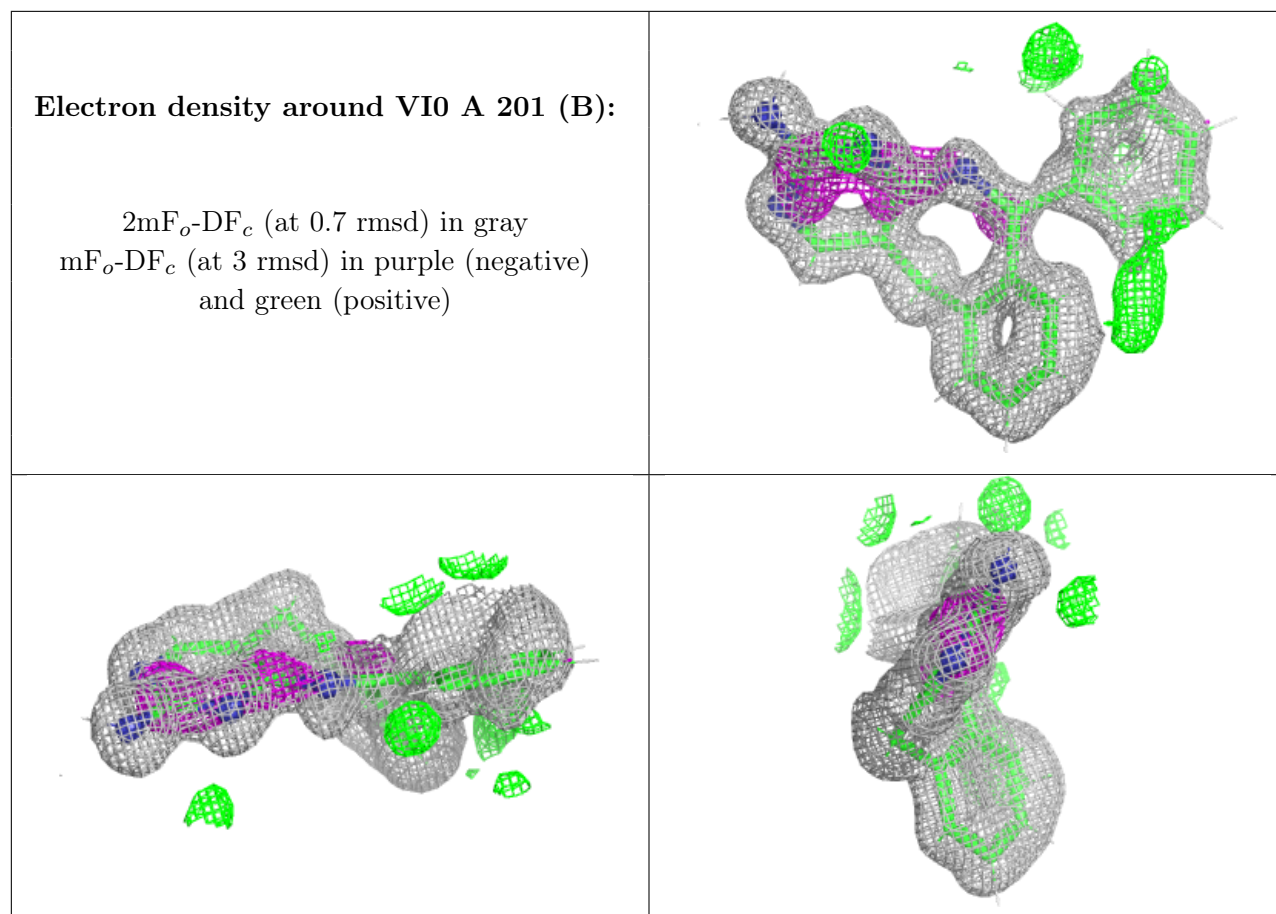 Electron density around VI0 A 201 (B):
2mFₒ-DF𝒸 (at 0.7 rmsd) in gray
mFₒ-DF𝒸 (at 3 rmsd) in purple (negative)
and green (positive)